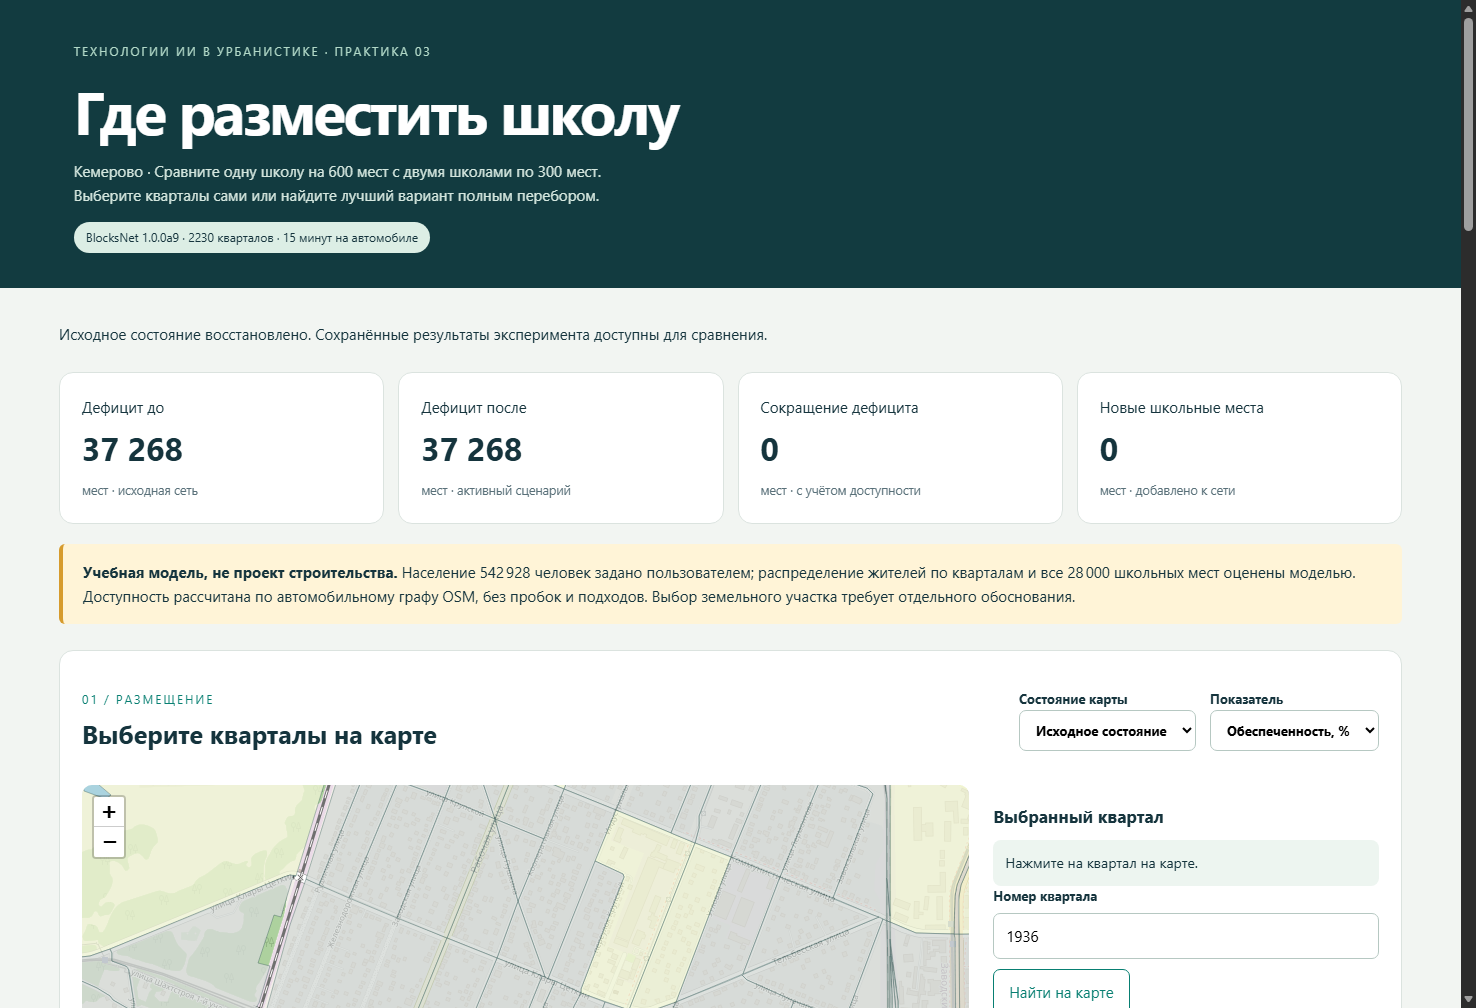 ТЕХНОЛОГИИ ИИ В УРБАНИСТИКЕ · ПРАКТИКА 03
Где разместить школу
Кемерово · Сравните одну школу на 600 мест с двумя школами по 300 мест.
Выберите кварталы сами или найдите лучший вариант полным перебором.
BlocksNet 1.0.0a9 · 2230 кварталов · 15 минут на автомобиле
Исходное состояние восстановлено. Сохранённые результаты эксперимента доступны для сравнения.
Дефицит до
37 268
мест · исходная сеть
Дефицит после
37 268
мест · активный сценарий
Сокращение дефицита
0
мест · с учётом доступности
Новые школьные места
0
мест · добавлено к сети
Учебная модель, не проект строительства. Население 542 928 человек задано пользователем; распределение жителей по кварталам и все 28 000 школьных мест оценены моделью.
Доступность рассчитана по автомобильному графу OSM, без пробок и подходов. Выбор земельного участка требует отдельного обоснования.
01 / РАЗМЕЩЕНИЕ
Выберите кварталы на карте
Состояние карты
Исходное состояние
Показатель
Обеспеченность, %
+
−
Выбранный квартал
Нажмите на квартал на карте.
Номер квартала
1936
Найти на карте